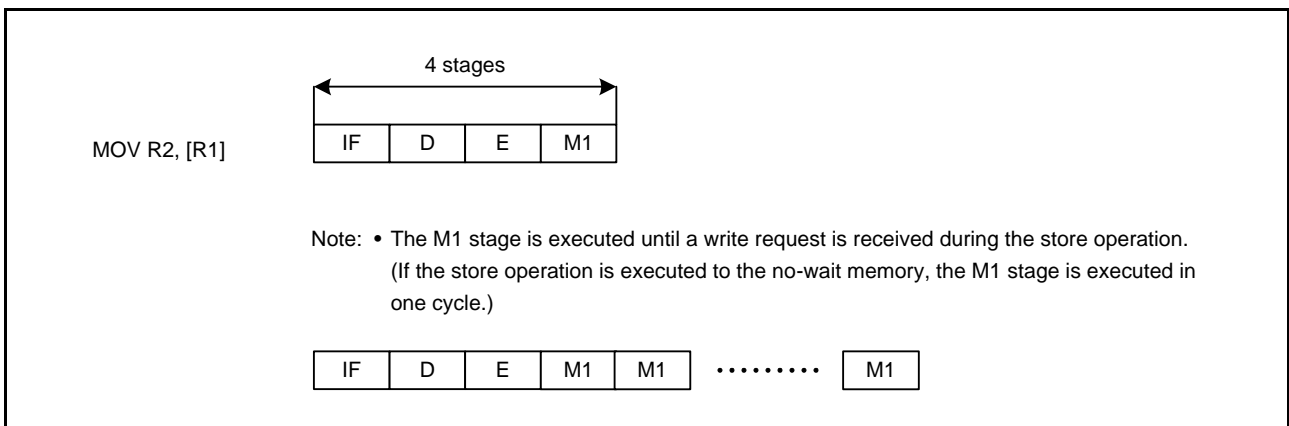 4 stages
MOV R2, [R1]
IF D E M1
Note: • The M1 stage is executed until a write request is received during the store operation.
(If the store operation is executed to the no-wait memory, the M1 stage is executed in
one cycle.)
IF D E M1 M1 ········· M1